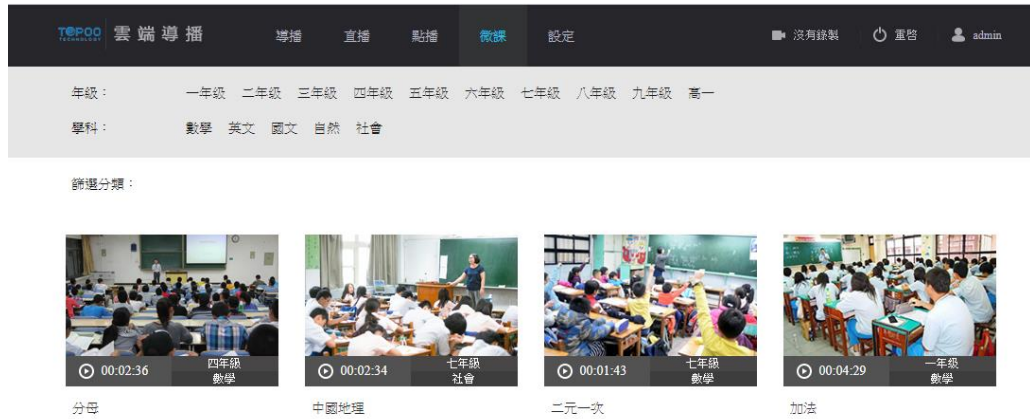 TOPOO TECHNOLOGY 雲端導播 導播 直播 點播 微課 設定 沒有錄製 重啓 admin
年級： 一年級 二年級 三年級 四年級 五年級 六年級 七年級 八年級 九年級 高一
學科： 數學 英文 國文 自然 社會
篩選分類：
00:02:36 四年級 數學
00:02:34 七年級 社會
00:01:43 七年級 數學
00:04:29 一年級 數學
分母 中國地理 二元一次 加法